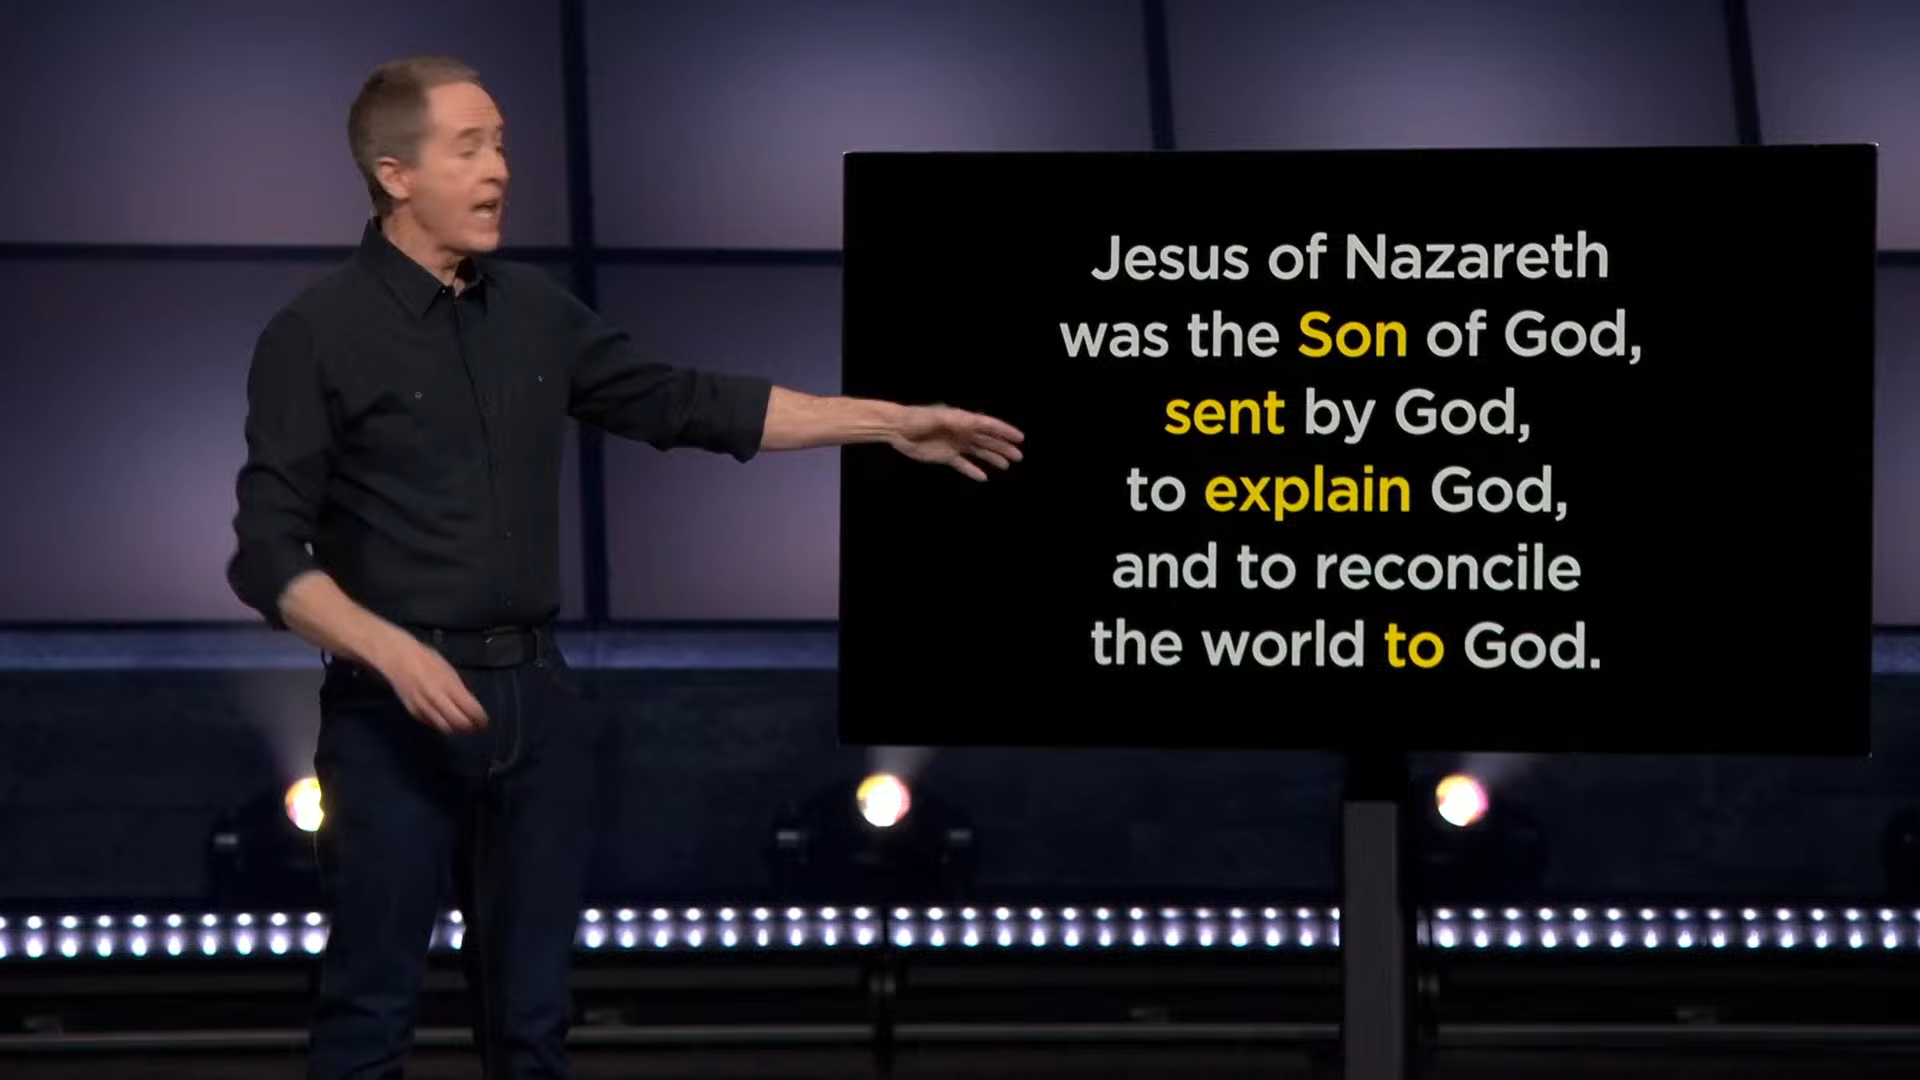 Jesus of Nazareth
was the Son of God,
sent by God,
to explain God,
and to reconcile
the world to God.